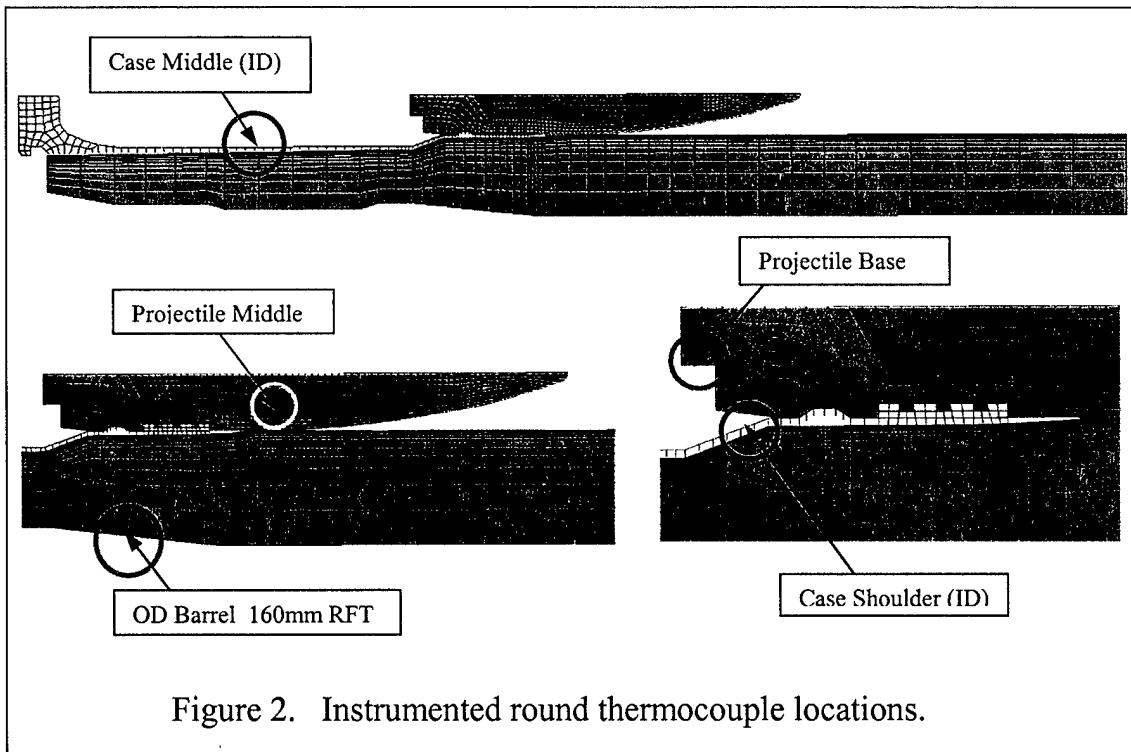 Case Middle (ID)
Projectile Base
Projectile Middle
OD Barrel 160mm RFT
Case Shoulder (ID)
Figure 2. Instrumented round thermocouple locations.